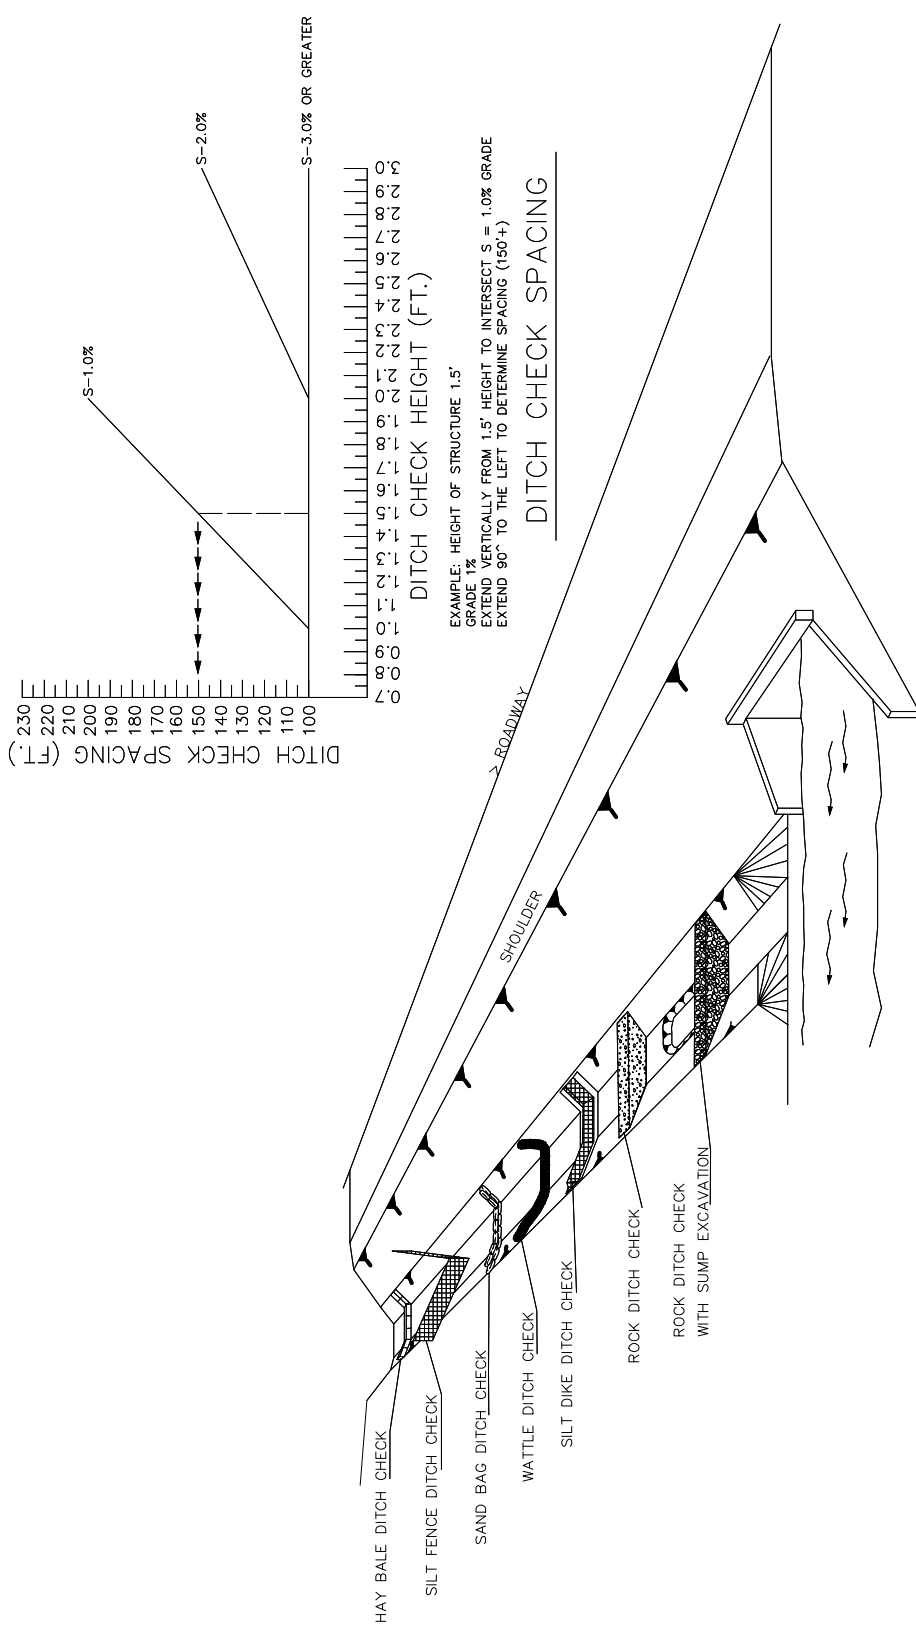 230
220
210
200
190
180
170
160
150
140
130
120
110
100
DITCH CHECK SPACING (FT.)
S-1.0%
S-2.0%
S-3.0% OR GREATER
0.7
0.8
0.9
1.0
1.1
1.2
1.3
1.4
1.5
1.6
1.7
1.8
1.9
2.0
2.1
2.2
2.3
2.4
2.5
2.6
2.7
2.8
2.9
3.0
DITCH CHECK HEIGHT (FT.)
EXAMPLE: HEIGHT OF STRUCTURE 1.5'
GRADE 1%
EXTEND VERTICALLY FROM 1.5' HEIGHT TO INTERSECT S = 1.0% GRADE
EXTEND 90^ TO THE LEFT TO DETERMINE SPACING (150'+)
DITCH CHECK SPACING
> ROADWAY
SHOULDER
HAY BALE DITCH CHECK
SILT FENCE DITCH CHECK
SAND BAG DITCH CHECK
WATTLE DITCH CHECK
SILT DIKE DITCH CHECK
ROCK DITCH CHECK
ROCK DITCH CHECK
WITH SUMP EXCAVATION